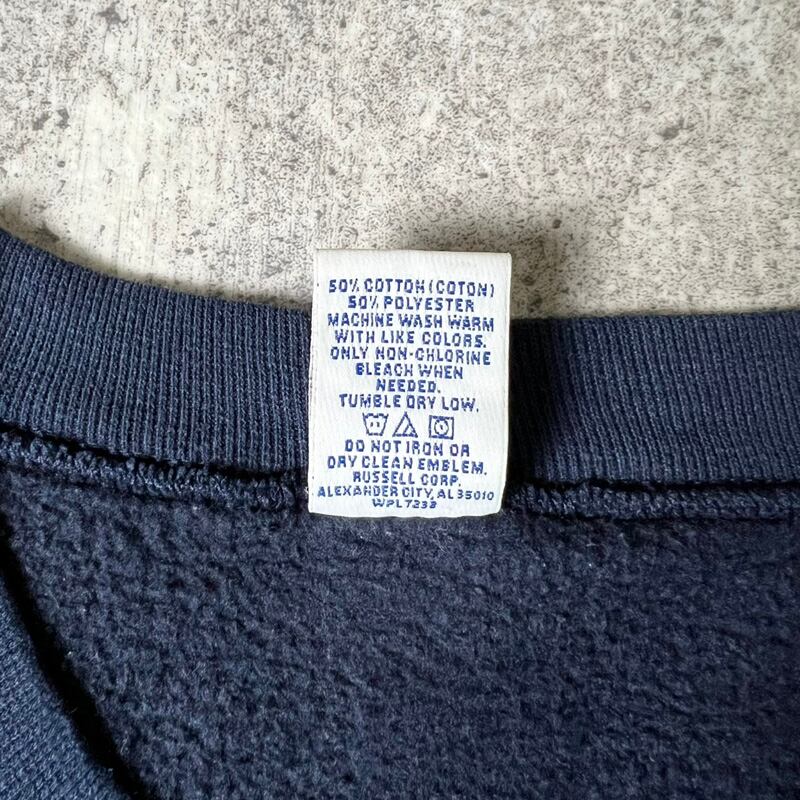 50% COTTON (COTON)
50% POLYESTER
MACHINE WASH WARM
WITH LIKE COLORS.
ONLY NON-CHLORINE
BLEACH WHEN
NEEDED.
TUMBLE DRY LOW.
DO NOT IRON OR
DRY CLEAN EMBLEM.
RUSSELL CORP.
ALEXANDER CITY, AL 35010
WPL 7233